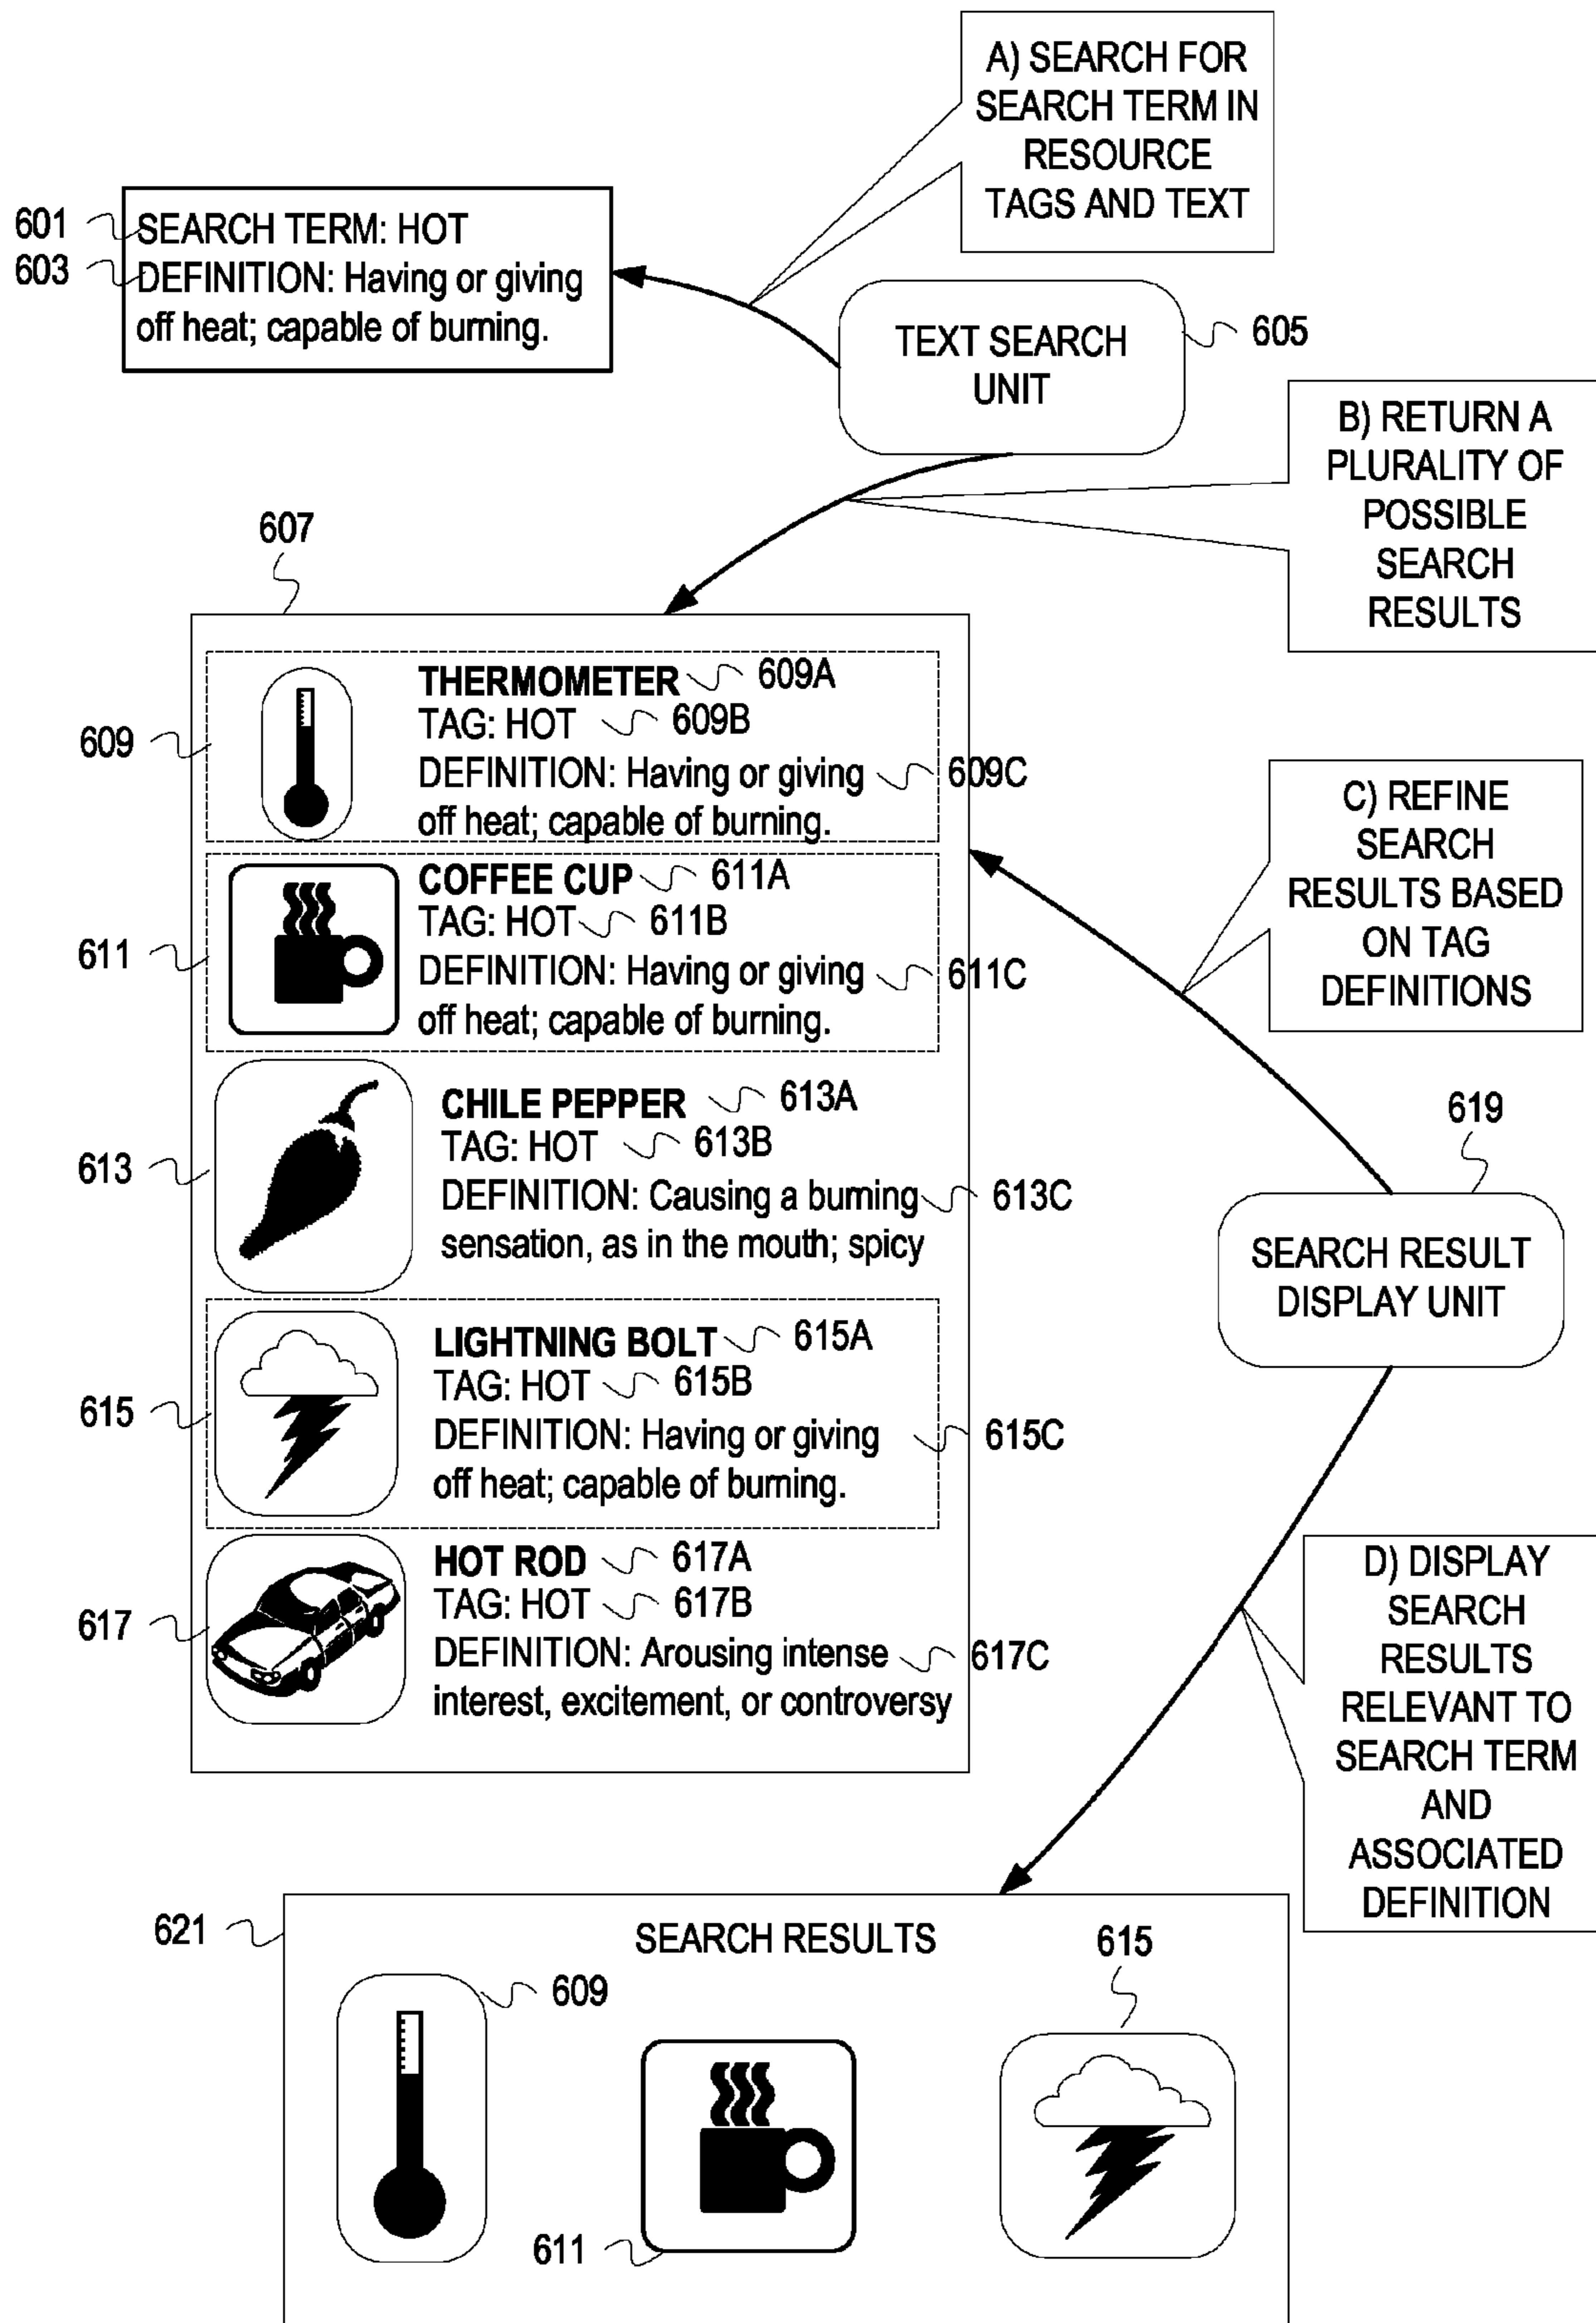 A) SEARCH FOR
SEARCH TERM IN
RESOURCE
TAGS AND TEXT
601
SEARCH TERM: HOT
603
DEFINITION: Having or giving
off heat; capable of burning.
TEXT SEARCH
UNIT
605
B) RETURN A
PLURALITY OF
POSSIBLE
SEARCH
RESULTS
607
609
THERMOMETER 609A
TAG: HOT 609B
DEFINITION: Having or giving 609C
off heat; capable of burning.
611
COFFEE CUP 611A
TAG: HOT 611B
DEFINITION: Having or giving 611C
off heat; capable of burning.
C) REFINE
SEARCH
RESULTS BASED
ON TAG
DEFINITIONS
613
CHILE PEPPER 613A
TAG: HOT 613B
DEFINITION: Causing a burning 613C
sensation, as in the mouth; spicy
619
SEARCH RESULT
DISPLAY UNIT
615
LIGHTNING BOLT 615A
TAG: HOT 615B
DEFINITION: Having or giving 615C
off heat; capable of burning.
617
HOT ROD 617A
TAG: HOT 617B
DEFINITION: Arousing intense 617C
interest, excitement, or controversy
D) DISPLAY
SEARCH
RESULTS
RELEVANT TO
SEARCH TERM
AND
ASSOCIATED
DEFINITION
621
SEARCH RESULTS
609
615
611